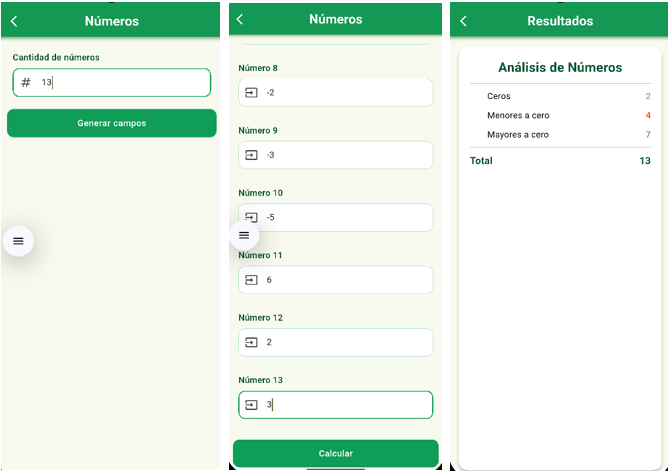 Números
Cantidad de números
# 13
Generar campos
Números
Número 8
-2
Número 9
-3
Número 10
-5
Número 11
6
Número 12
2
Número 13
3
Calcular
Resultados
Análisis de Números
Ceros 2
Menores a cero 4
Mayores a cero 7
Total 13